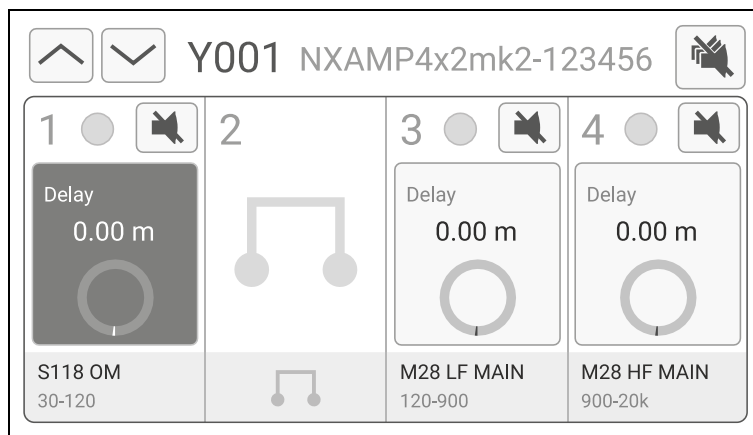 Y001 NXAMP4x2mk2-123456
1 2 3 4
Delay Delay Delay
0.00 m 0.00 m 0.00 m
S118 OM M28 LF MAIN M28 HF MAIN
30-120 120-900 900-20k